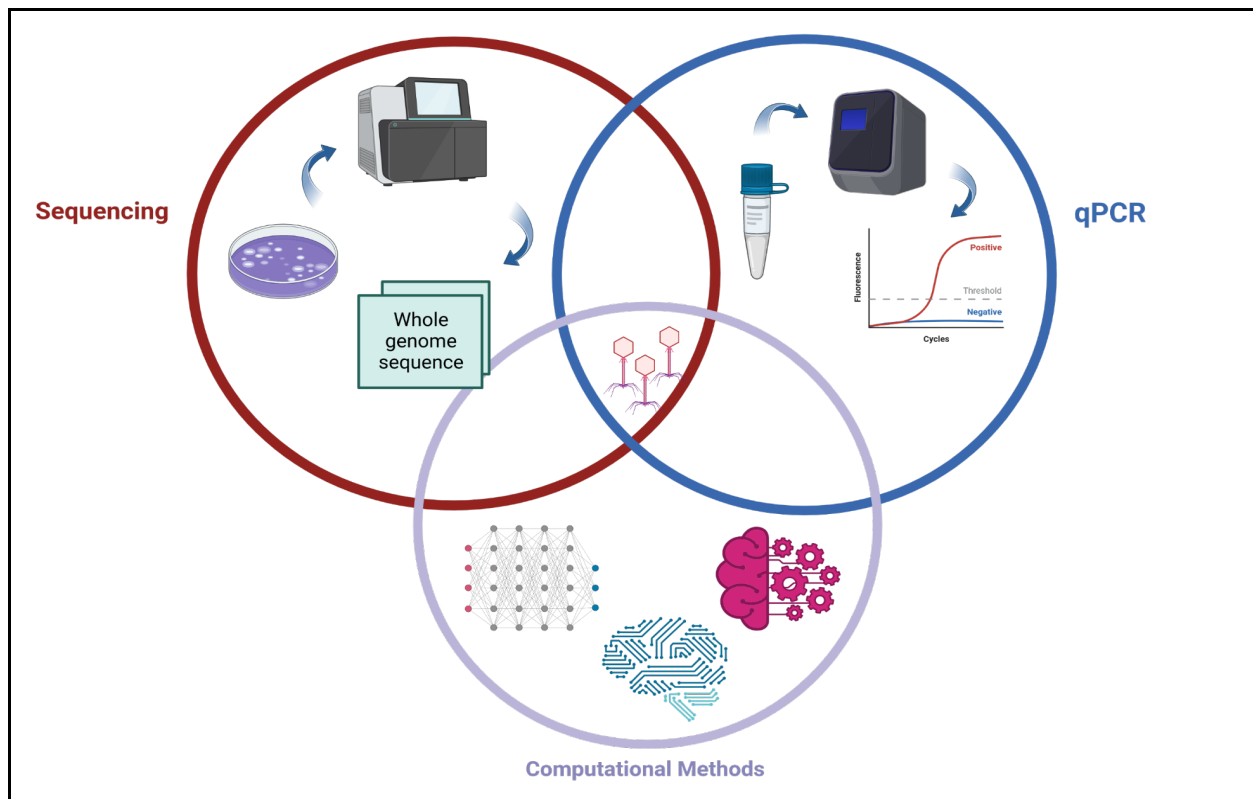 Sequencing
qPCR
Whole
genome
sequence
Fluorescence
Positive
Threshold
Negative
Cycles
Computational Methods